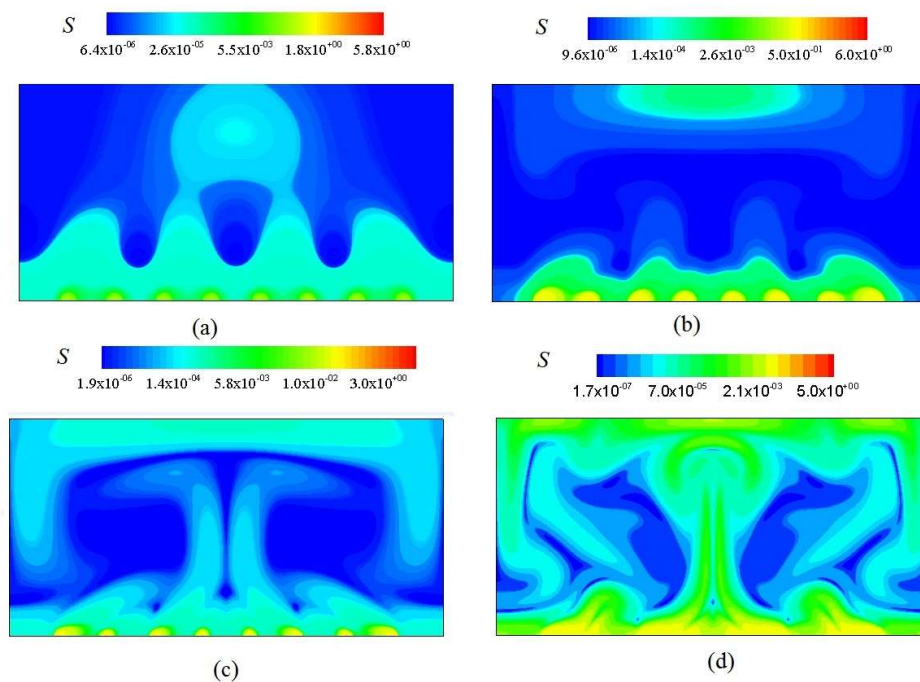 S
6.4x10⁻⁰⁶ 2.6x10⁻⁰⁵ 5.5x10⁻⁰³ 1.8x10⁺⁰⁰ 5.8x10⁺⁰⁰
S
9.6x10⁻⁰⁶ 1.4x10⁻⁰⁴ 2.6x10⁻⁰³ 5.0x10⁻⁰¹ 6.0x10⁺⁰⁰
(a)
(b)
S
1.9x10⁻⁰⁶ 1.4x10⁻⁰⁴ 5.8x10⁻⁰³ 1.0x10⁻⁰² 3.0x10⁺⁰⁰
S
1.7x10⁻⁰⁷ 7.0x10⁻⁰⁵ 2.1x10⁻⁰³ 5.0x10⁺⁰⁰
(c)
(d)